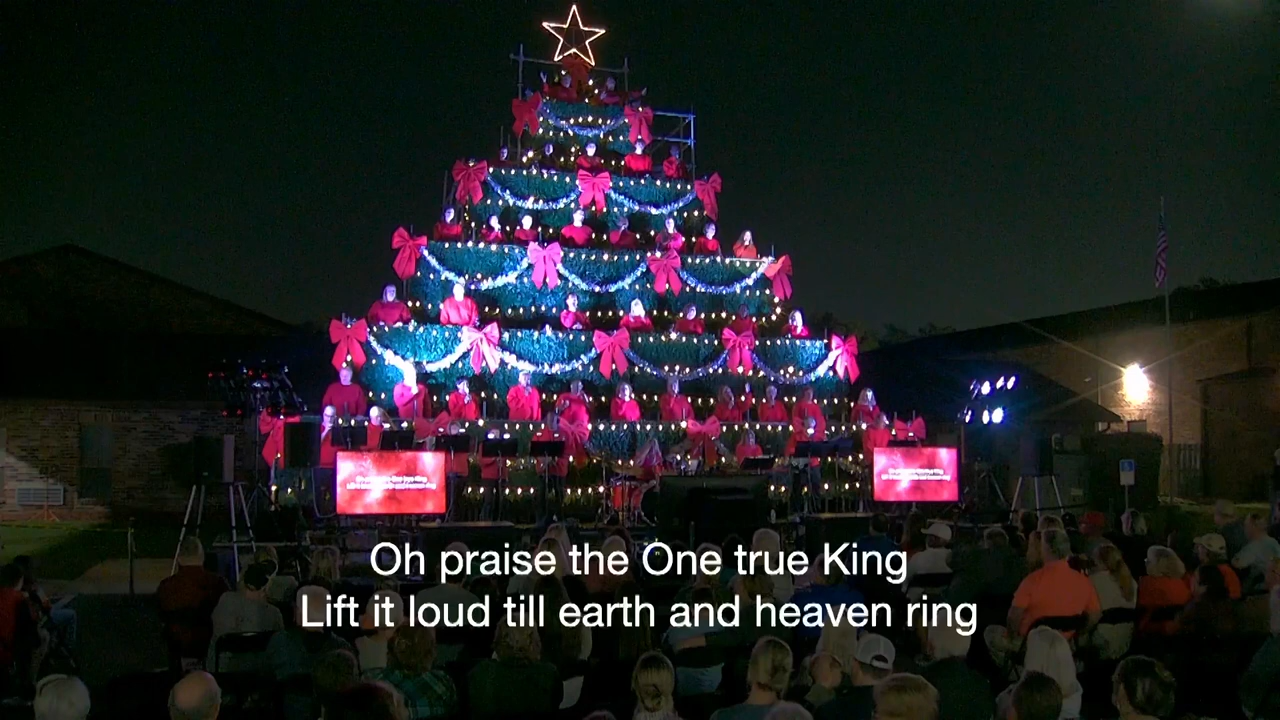 Oh praise the One true King
Lift it loud till earth and heaven ring